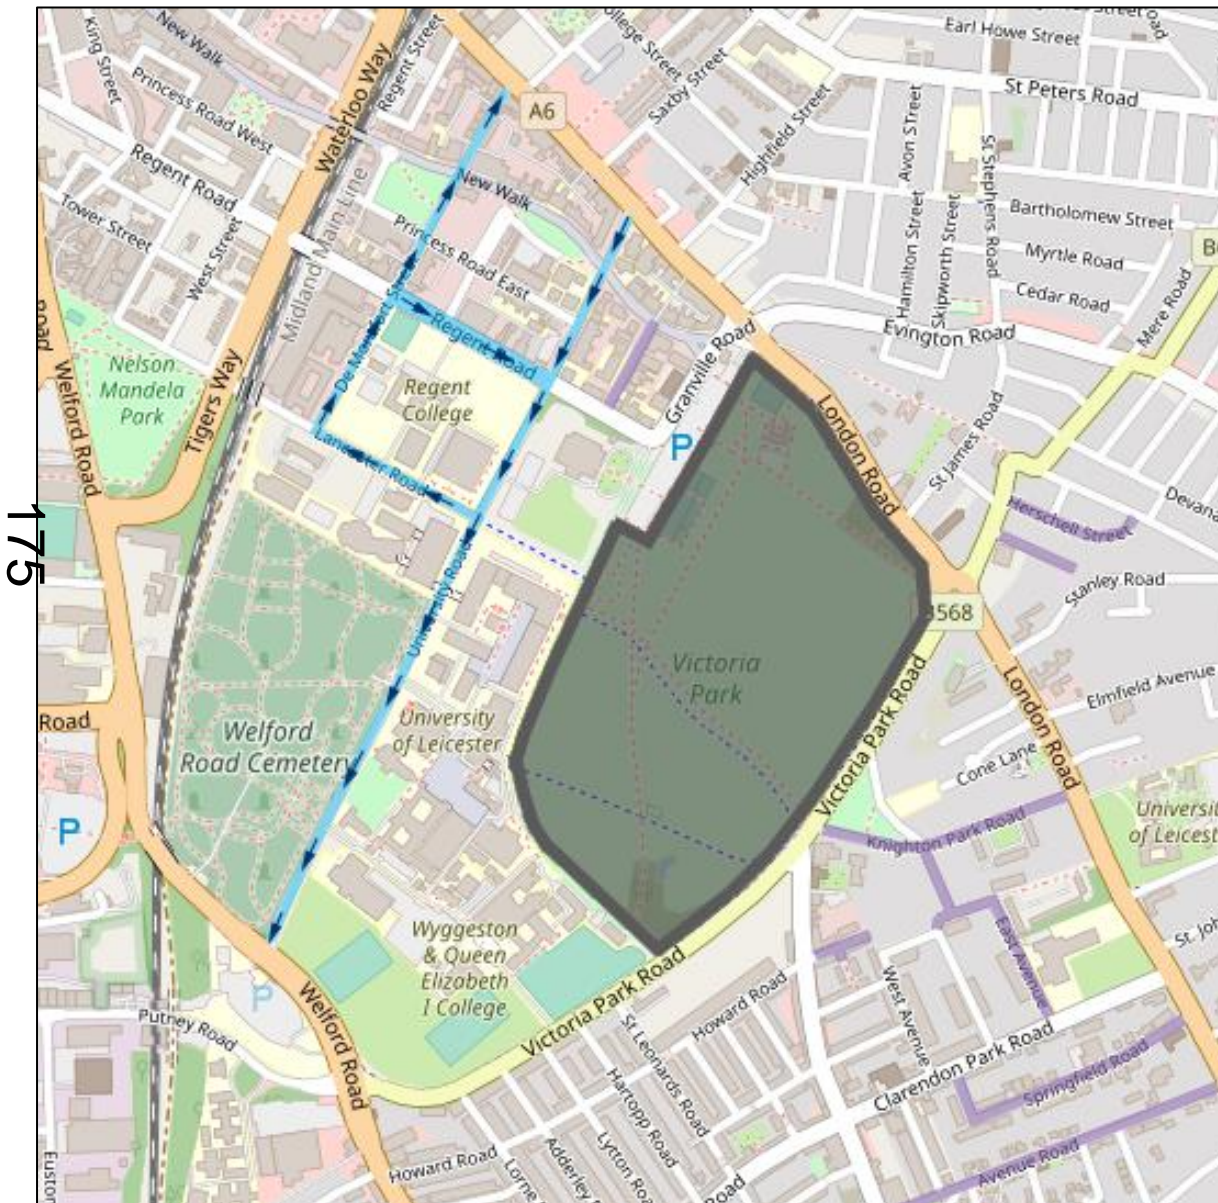 New Walk
King Street
Princess Road West
Regent Road
Tower Street
West Street
Waterloo Way
Regent Street
Midland Main Line
Nelson
Mandela
Park
Welford Road
Tigers Way
Road
College Street
Saxby Street
Highfield Street
A6
Earl Howe Street
St Peters Road
Avon Street
St Stephens Road
Bartholomew Street
Myrtle Road
Cedar Road
Hamilton Street
Skipworth Street
Mere Road
Evington Road
New Walk
Princess Road East
Regent Road
Granville Road
Regent
College
Lancaster Road
P
London Road
St James Road
Herschell Street
Stanley Road
175
University Road
Victoria
Park
Welford
Road Cemetery
University
of Leicester
Road
P
London Road
Elmfield Avenue
Cone Lane
Victoria Park Road
Knighton Park Road
Wyggeston
& Queen
Elizabeth
I College
P
Putney Road
Welford Road
Victoria Park Road
St Leonards Road
Howard Road
West Avenue
East Avenue
Clarendon Park Road
Springfield Road
Avenue Road
Hartopp Road
Howard Road